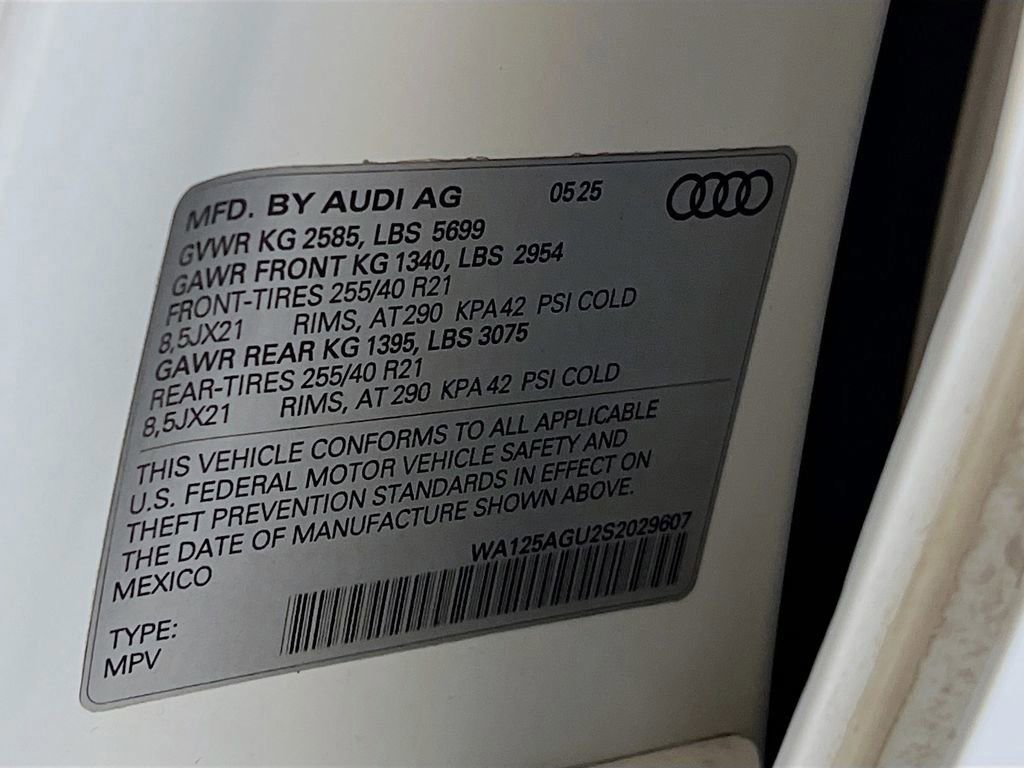 MFD. BY AUDI AG 05 25
GVWR KG 2585, LBS 5699
GAWR FRONT KG 1340, LBS 2954
FRONT-TIRES 255/40 R21
8,5JX21 RIMS, AT 290 KPA 42 PSI COLD
GAWR REAR KG 1395, LBS 3075
REAR-TIRES 255/40 R21
8,5JX21 RIMS, AT 290 KPA 42 PSI COLD
THIS VEHICLE CONFORMS TO ALL APPLICABLE
U.S. FEDERAL MOTOR VEHICLE SAFETY AND
THEFT PREVENTION STANDARDS IN EFFECT ON
THE DATE OF MANUFACTURE SHOWN ABOVE.
MEXICO WA125AGU2S2029607
TYPE:
MPV